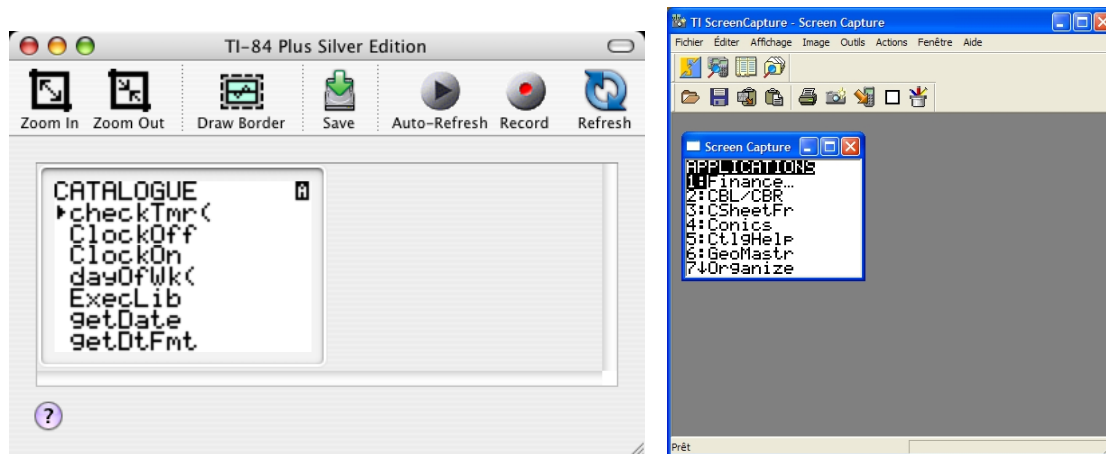 TI-84 Plus Silver Edition
Zoom In Zoom Out Draw Border Save Auto-Refresh Record Refresh
CATALOGUE A
checkTmr(
ClockOff
ClockOn
dayOfWk(
ExecLib
getDate
getDtFmt
?
TI ScreenCapture - Screen Capture
Fichier Éditer Affichage Image Outils Actions Fenêtre Aide
Screen Capture
APPLICATIONS
1:Finance…
2:CBL/CBR
3:CSheetFr
4:Conics
5:CtlgHelp
6:GeoMastr
7↓Organize
Prêt